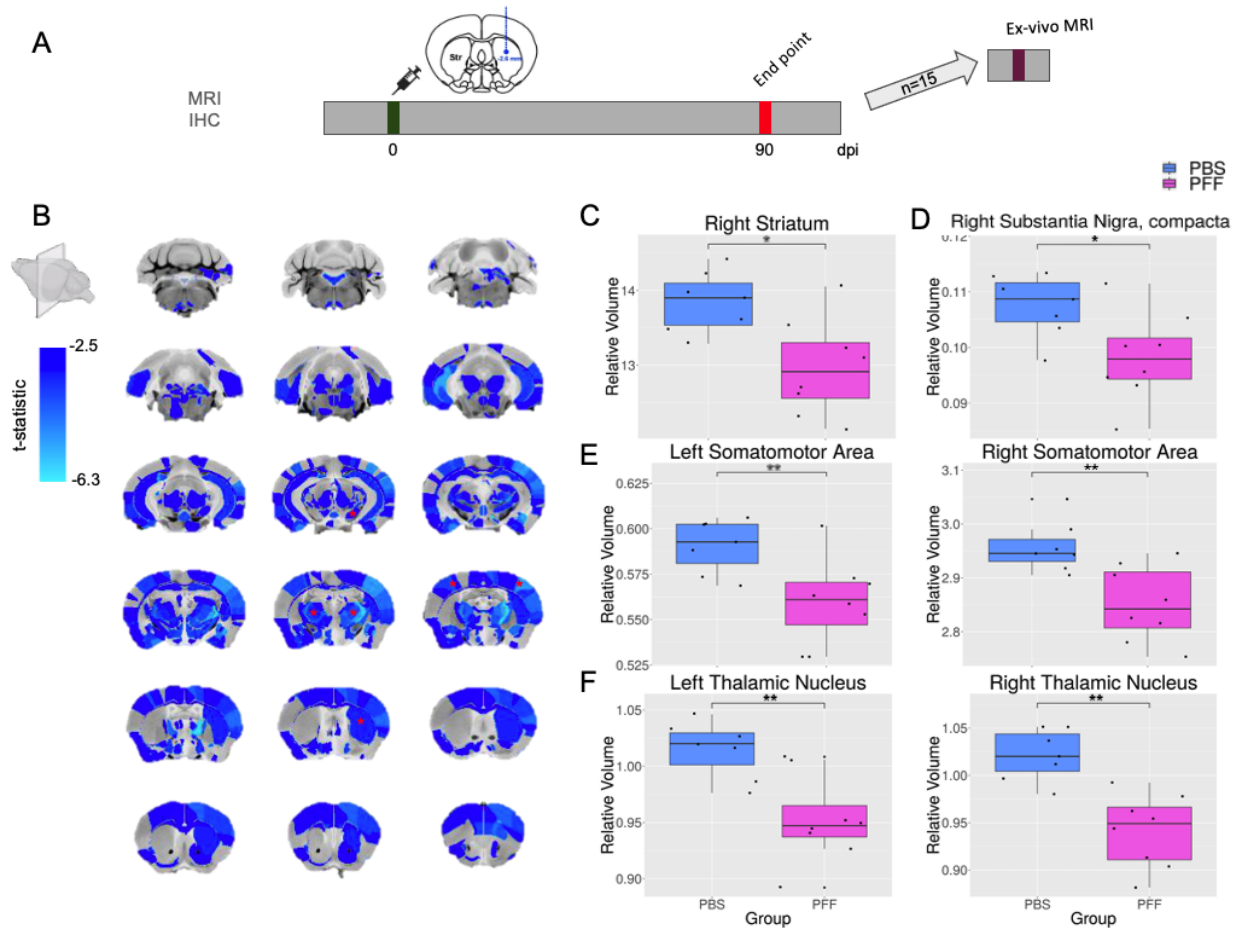 A
Ex-vivo MRI
Str
-2.6 mm
End point
n=15
MRI
IHC
0
90
dpi
PBS
PFF
B
-2.5
t-statistic
-6.3
C
Right Striatum
*
Relative Volume
14
13
D
Right Substantia Nigra, compacta
*
Relative Volume
0.12
0.11
0.10
0.09
E
Left Somatomotor Area
**
Relative Volume
0.625
0.600
0.575
0.550
0.525
Right Somatomotor Area
**
Relative Volume
3.1
3.0
2.9
2.8
F
Left Thalamic Nucleus
**
Relative Volume
1.05
1.00
0.95
0.90
PBS
PFF
Group
Right Thalamic Nucleus
**
Relative Volume
1.05
1.00
0.95
0.90
PBS
PFF
Group